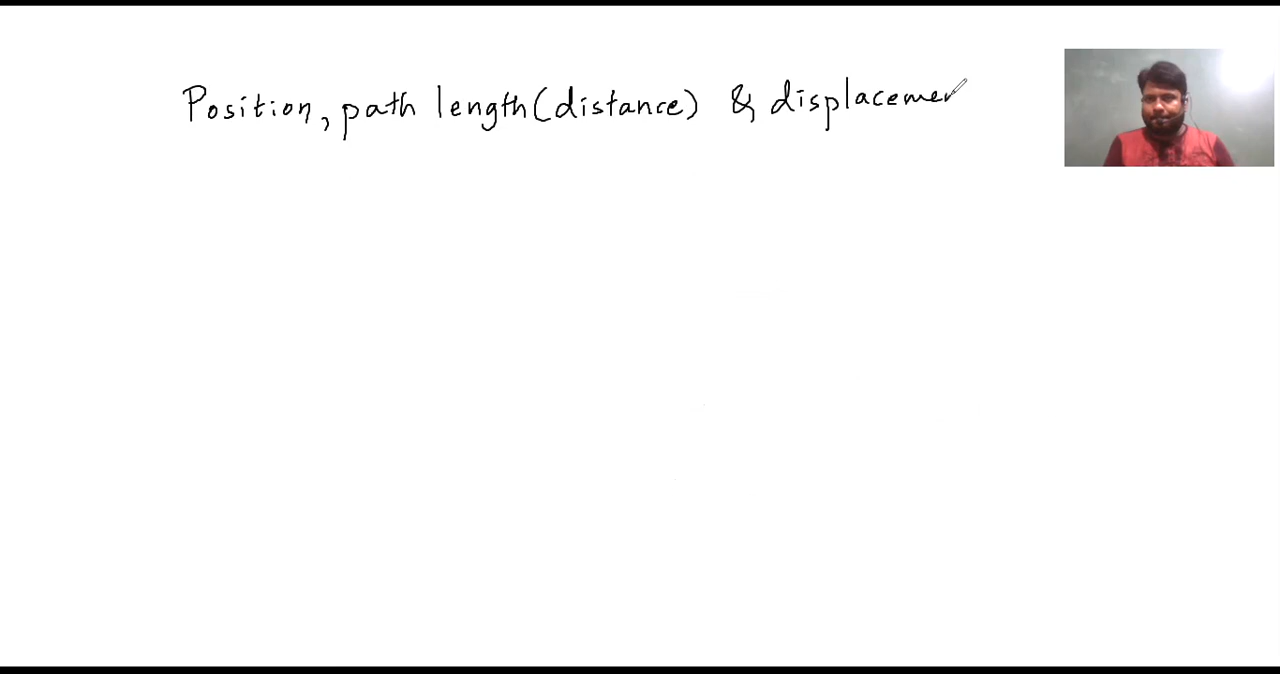 Position, path length(distance) & displacemen